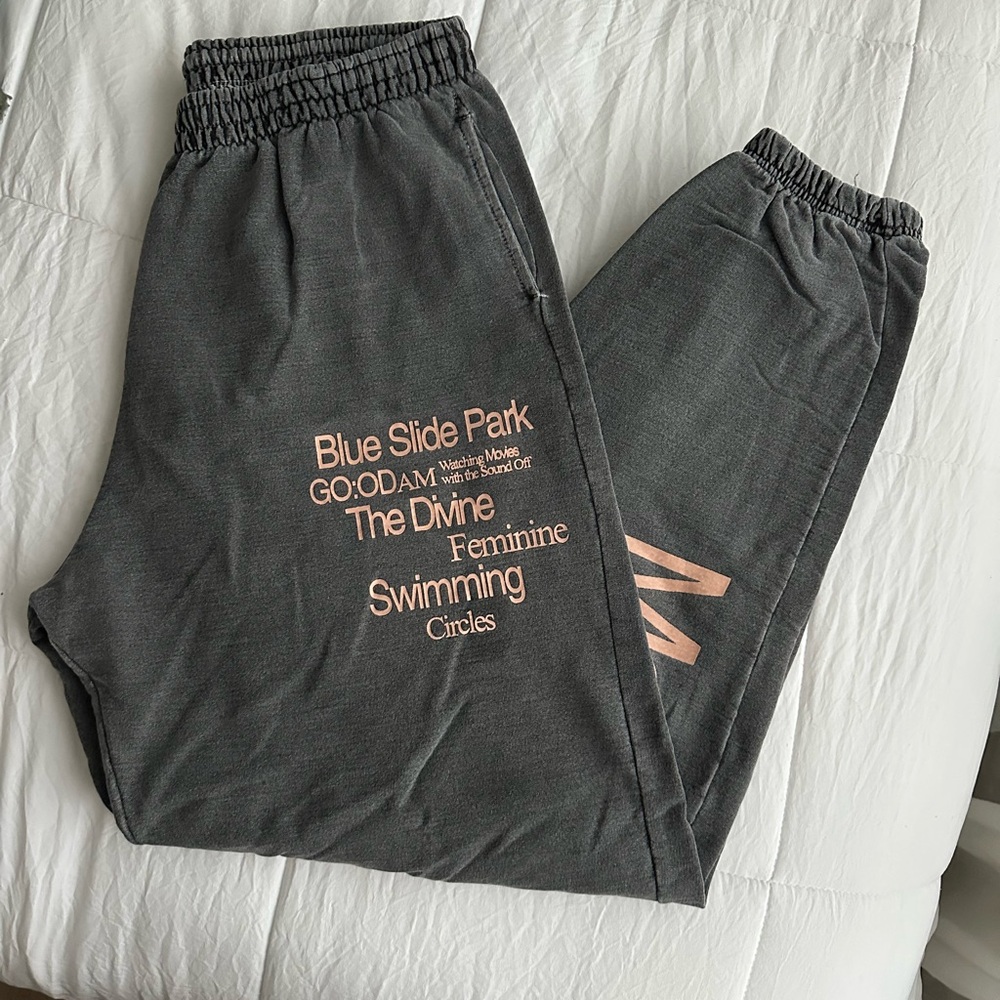 Blue Slide Park
GO:OD AM Watching Movies
with the Sound Off
The Divine
Feminine
Swimming
Circles